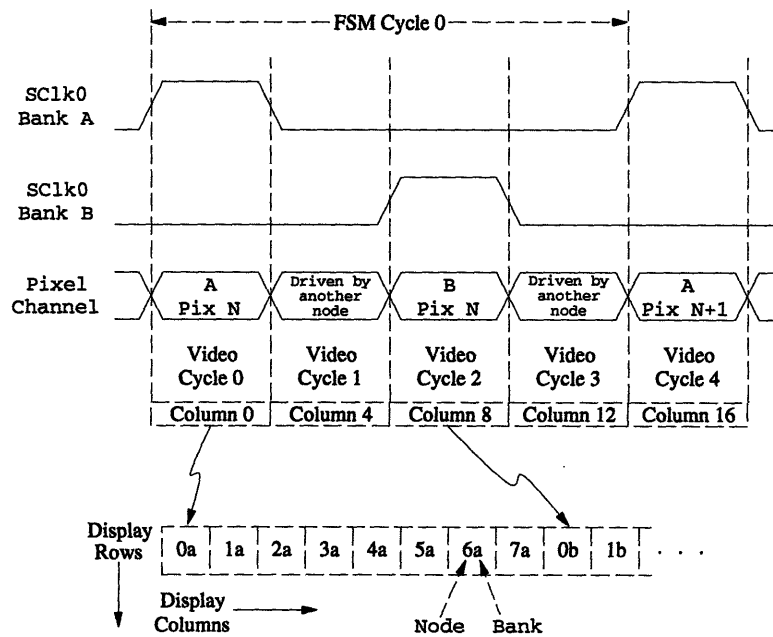 FSM Cycle 0
SClk0
Bank A
SClk0
Bank B
Pixel
Channel
A
Pix N
Driven by
another
node
B
Pix N
Driven by
another
node
A
Pix N+1
Video
Cycle 0
Video
Cycle 1
Video
Cycle 2
Video
Cycle 3
Video
Cycle 4
Column 0
Column 4
Column 8
Column 12
Column 16
Display
Rows
0a 1a 2a 3a 4a 5a 6a 7a 0b 1b . . .
Display
Columns
Node Bank